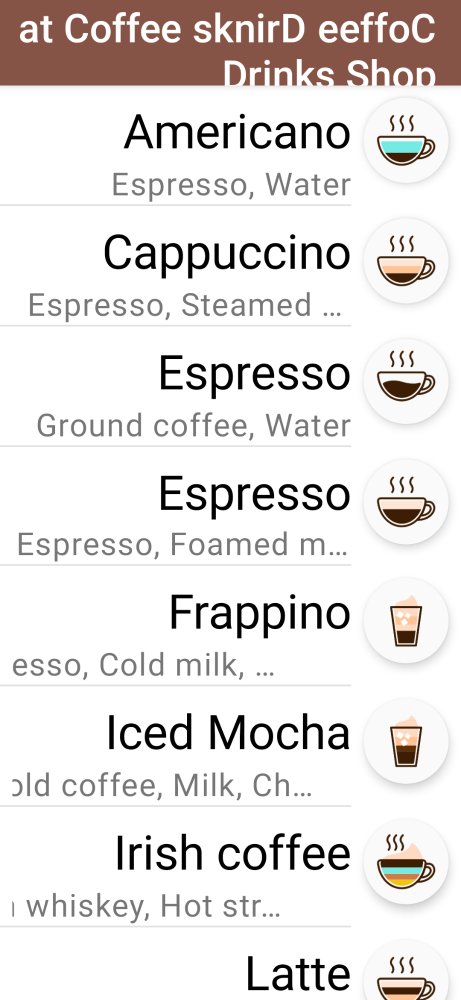 at Coffee sknirD eeffoC
Drinks Shop
Americano
Espresso, Water
Cappuccino
Espresso, Steamed …
Espresso
Ground coffee, Water
Espresso
Espresso, Foamed m…
Frappino
esso, Cold milk, …
Iced Mocha
old coffee, Milk, Ch…
Irish coffee
whiskey, Hot str…
Latte